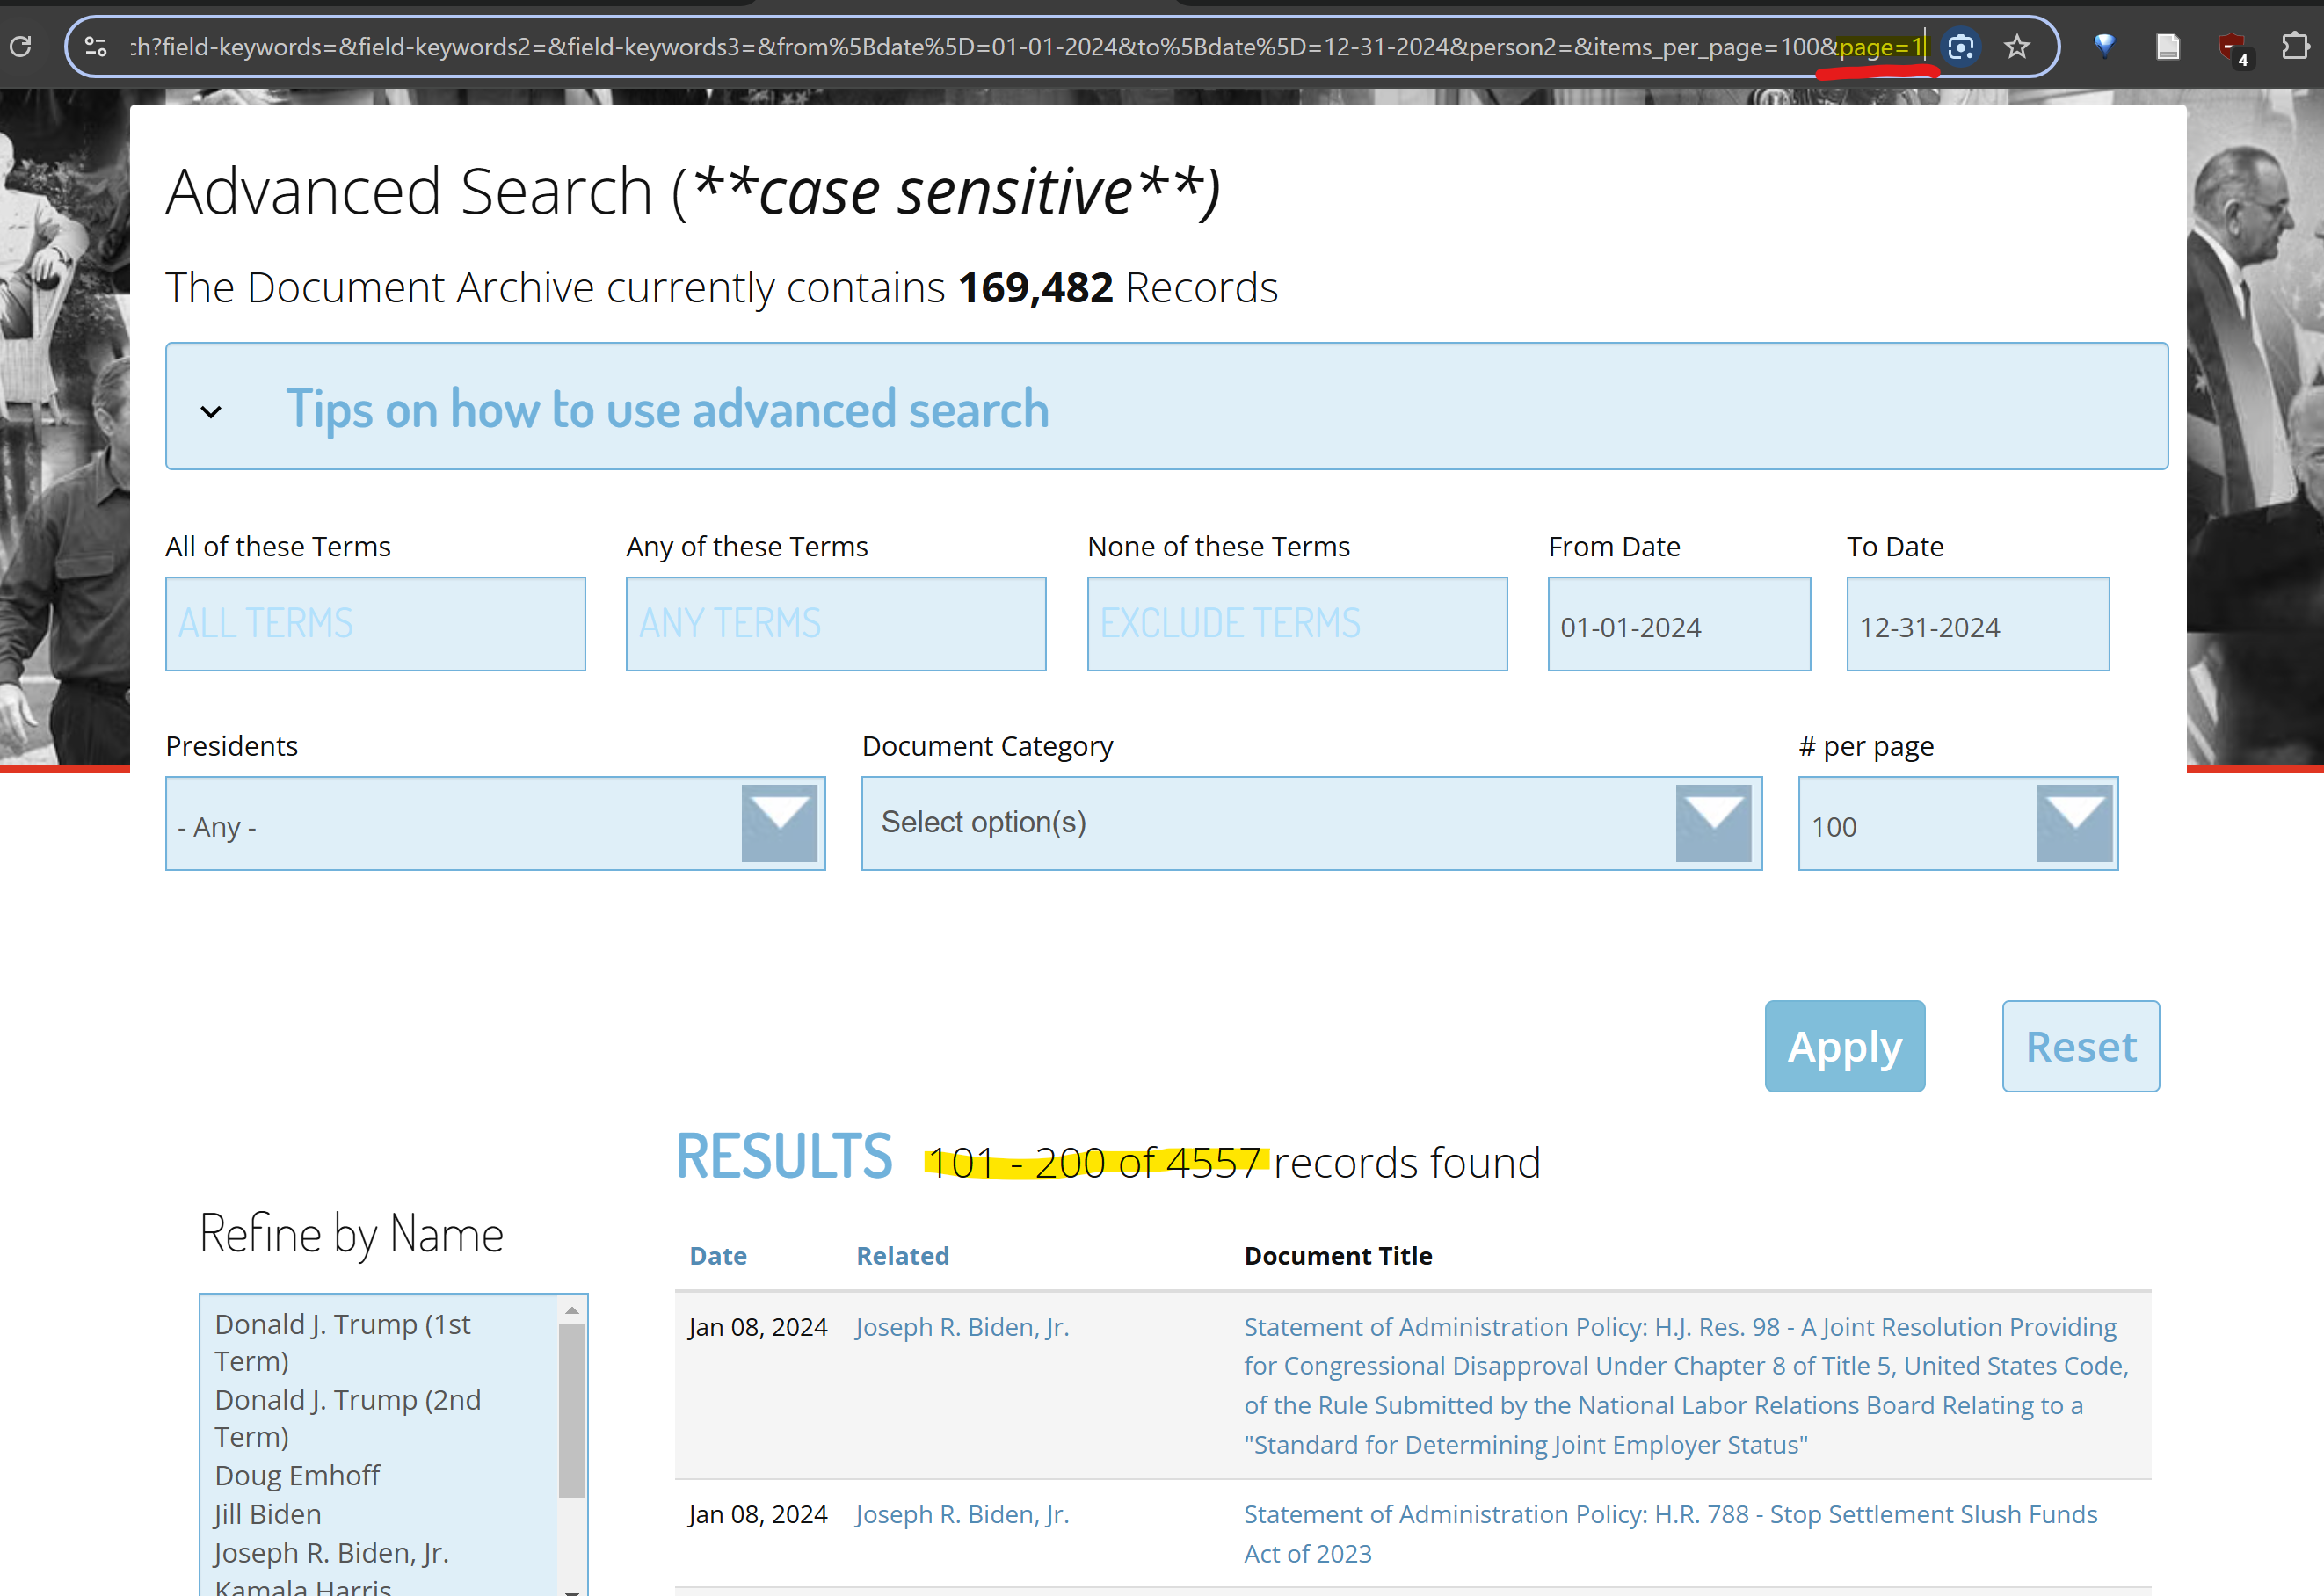 ch?field-keywords=&field-keywords2=&field-keywords3=&from%5Bdate%5D=01-01-2024&to%5Bdate%5D=12-31-2024&person2=&items_per_page=100&page=1
4
Advanced Search (**case sensitive**)
The Document Archive currently contains 169,482 Records
Tips on how to use advanced search
All of these Terms
Any of these Terms
None of these Terms
From Date
To Date
ALL TERMS
ANY TERMS
EXCLUDE TERMS
01-01-2024
12-31-2024
Presidents
Document Category
# per page
- Any -
Select option(s)
100
Apply
Reset
RESULTS 101 - 200 of 4557 records found
Refine by Name
Donald J. Trump (1st
Term)
Donald J. Trump (2nd
Term)
Doug Emhoff
Jill Biden
Joseph R. Biden, Jr.
Kamala Harris
Date
Related
Document Title
Jan 08, 2024
Joseph R. Biden, Jr.
Statement of Administration Policy: H.J. Res. 98 - A Joint Resolution Providing
for Congressional Disapproval Under Chapter 8 of Title 5, United States Code,
of the Rule Submitted by the National Labor Relations Board Relating to a
"Standard for Determining Joint Employer Status"
Jan 08, 2024
Joseph R. Biden, Jr.
Statement of Administration Policy: H.R. 788 - Stop Settlement Slush Funds
Act of 2023